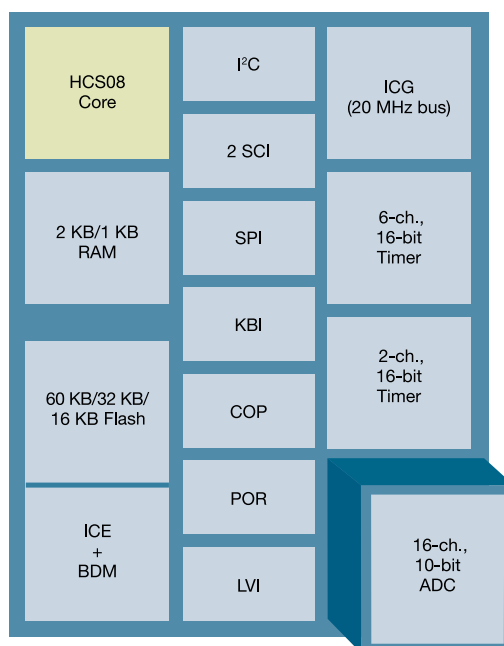 HCS08
Core
2 KB/1 KB
RAM
60 KB/32 KB/
16 KB Flash
ICE
+
BDM
I²C
2 SCI
SPI
KBI
COP
POR
LVI
ICG
(20 MHz bus)
6-ch.,
16-bit
Timer
2-ch.,
16-bit
Timer
16-ch.,
10-bit
ADC